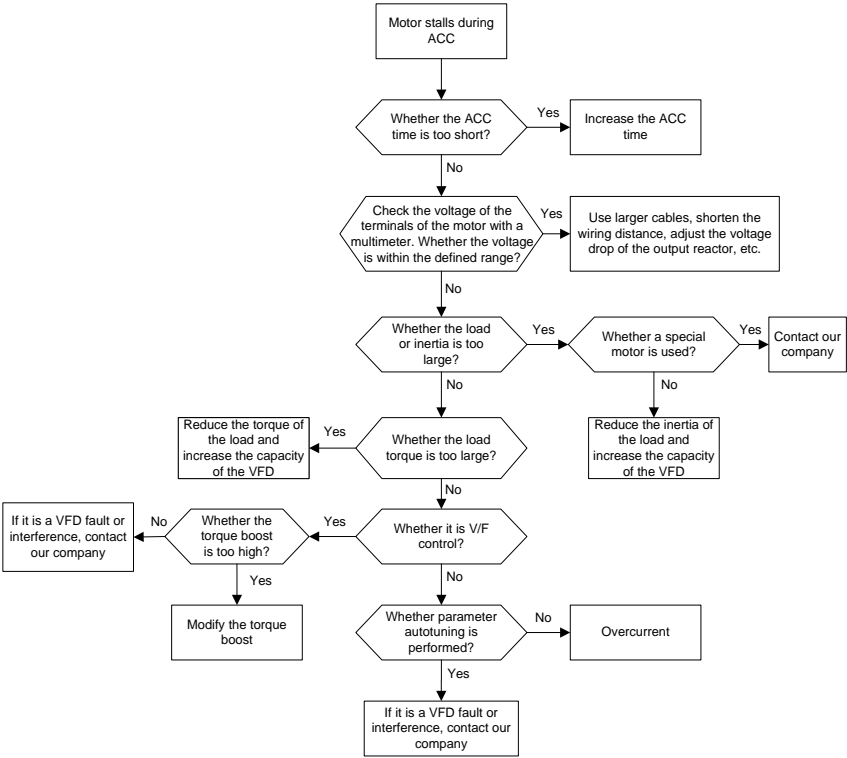 Motor stalls during
ACC
Whether the ACC
time is too short?
Yes
Increase the ACC
time
No
Check the voltage of the
terminals of the motor with a
multimeter. Whether the voltage
is within the defined range?
Yes
Use larger cables, shorten the
wiring distance, adjust the voltage
drop of the output reactor, etc.
No
Whether the load
or inertia is too
large?
Yes
Whether a special
motor is used?
Yes
Contact our
company
No
No
Reduce the torque of
the load and
increase the capacity
of the VFD
Yes
Whether the load
torque is too large?
Reduce the inertia of
the load and
increase the capacity
of the VFD
No
If it is a VFD fault or
interference, contact
our company
No
Whether the
torque boost
is too high?
Yes
Whether it is V/F
control?
Yes
No
Modify the torque
boost
Whether parameter
autotuning is
performed?
No
Overcurrent
Yes
If it is a VFD fault or
interference, contact our
company